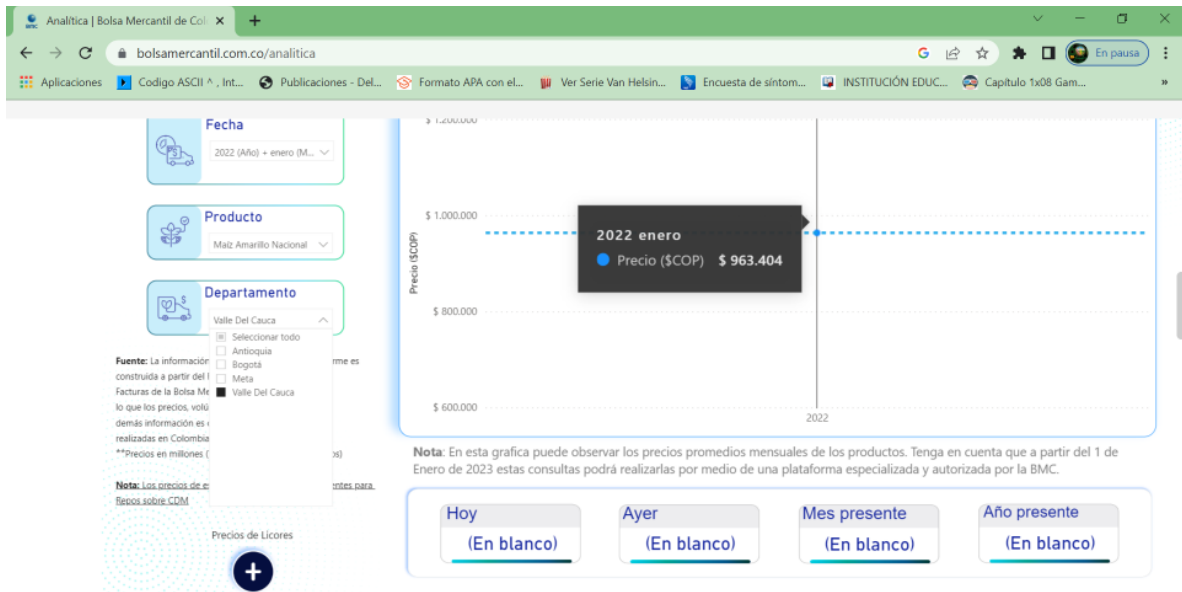 Analítica | Bolsa Mercantil de Col
bolsamercantil.com.co/analitica
En pausa
Aplicaciones
Codigo ASCII ^ , Int...
Publicaciones - Del...
Formato APA con el...
Ver Serie Van Helsin...
Encuesta de síntom...
INSTITUCIÓN EDUC...
Capítulo 1x08 Gam...
»
Fecha
2022 (Año) + enero (M...
Producto
Maíz Amarillo Nacional
Departamento
Valle Del Cauca
Seleccionar todo
Antioquia
Bogotá
Meta
Valle Del Cauca
Fuente: La información
rme es
construida a partir del
Facturas de la Bolsa Me
lo que los precios, volú
demás información es
realizadas en Colombia
**Precios en millones (
os)
Nota: Los precios de e
entes para
Repos sobre CDM
Precios de Licores
+
Precio ($COP)
$ 1.200.000
$ 1.000.000
$ 800.000
$ 600.000
2022 enero
Precio ($COP) $ 963.404
2022
Nota: En esta grafica puede observar los precios promedios mensuales de los productos. Tenga en cuenta que a partir del 1 de
Enero de 2023 estas consultas podrá realizarlas por medio de una plataforma especializada y autorizada por la BMC.
Hoy
(En blanco)
Ayer
(En blanco)
Mes presente
(En blanco)
Año presente
(En blanco)